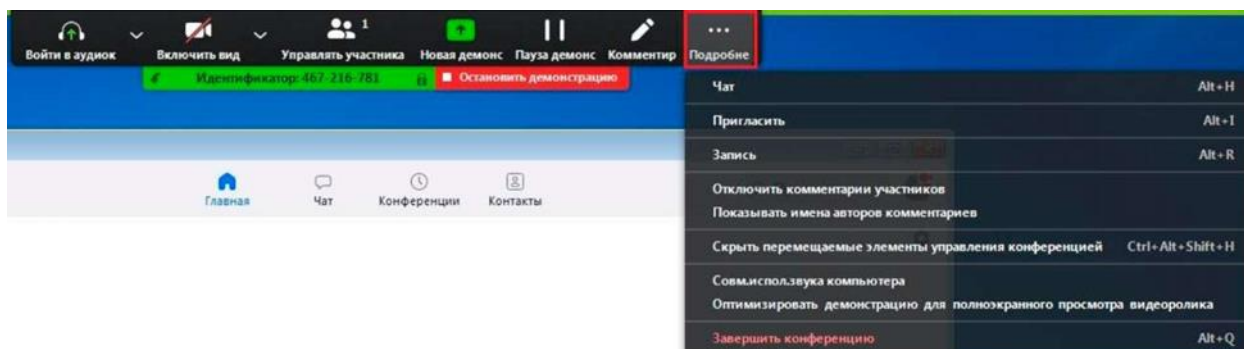 1
Войти в аудиок Включить вид Управлять участника Новая демонс Пауза демонс Комментир Подробне
Идентификатор: 467-216-781 Остановить демонстрацию
Чат Alt+H
Пригласить Alt+I
Запись Alt+R
Отключить комментарии участников
Показывать имена авторов комментариев
Скрыть перемещаемые элементы управления конференцией Ctrl+Alt+Shift+H
Совм.испол.звука компьютера
Оптимизировать демонстрацию для полноэкранного просмотра видеоролика
Завершить конференцию Alt+Q
Главная Чат Конференции Контакты